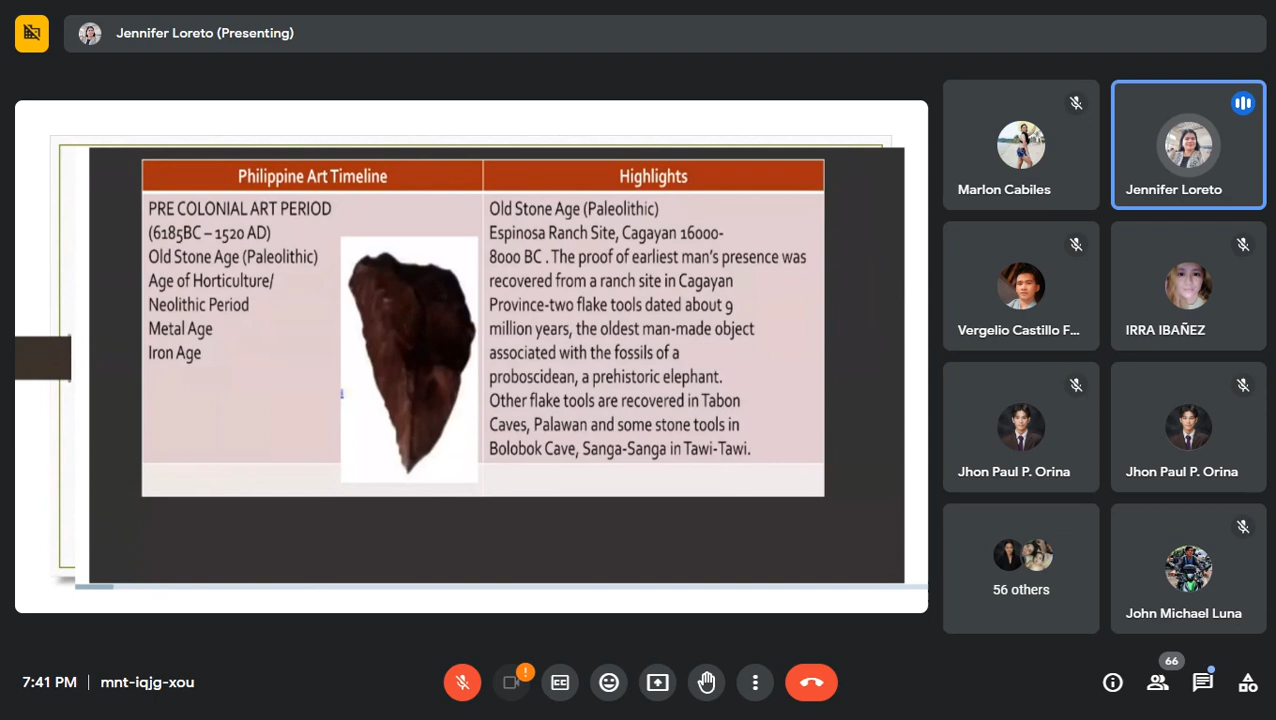 Jennifer Loreto (Presenting)
Philippine Art Timeline
Highlights
PRE COLONIAL ART PERIOD
(6185BC – 1520 AD)
Old Stone Age (Paleolithic)
Age of Horticulture/
Neolithic Period
Metal Age
Iron Age
Old Stone Age (Paleolithic)
Espinosa Ranch Site, Cagayan 16000-
8000 BC . The proof of earliest man's presence was
recovered from a ranch site in Cagayan
Province-two flake tools dated about 9
million years, the oldest man-made object
associated with the fossils of a
proboscidean, a prehistoric elephant.
Other flake tools are recovered in Tabon
Caves, Palawan and some stone tools in
Bolobok Cave, Sanga-Sanga in Tawi-Tawi.
Marlon Cabiles
Jennifer Loreto
Vergelio Castillo F...
IRRA IBAÑEZ
Jhon Paul P. Orina
Jhon Paul P. Orina
56 others
John Michael Luna
7:41 PM | mnt-iqjg-xou
66